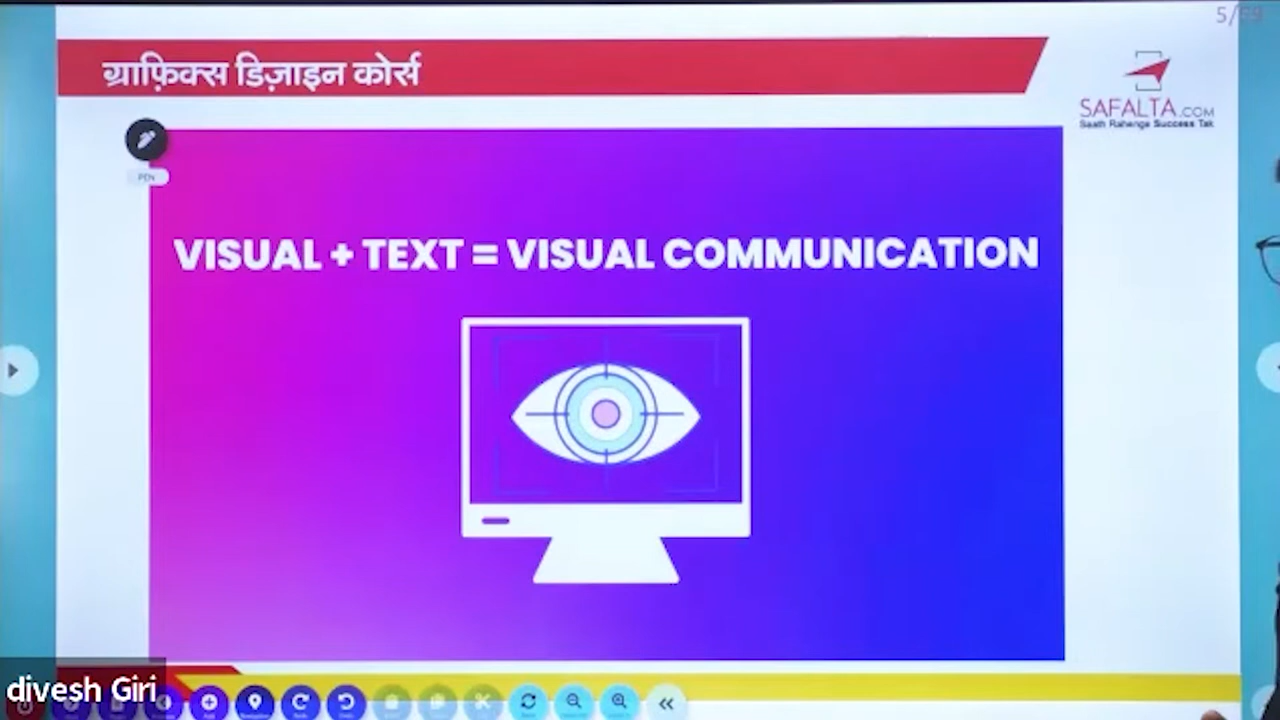 5/69
ग्राफ़िक्स डिज़ाइन कोर्स
SAFALTA.COM
Saath Rahenge Success Tak
PEN
VISUAL + TEXT = VISUAL COMMUNICATION
divesh Giri